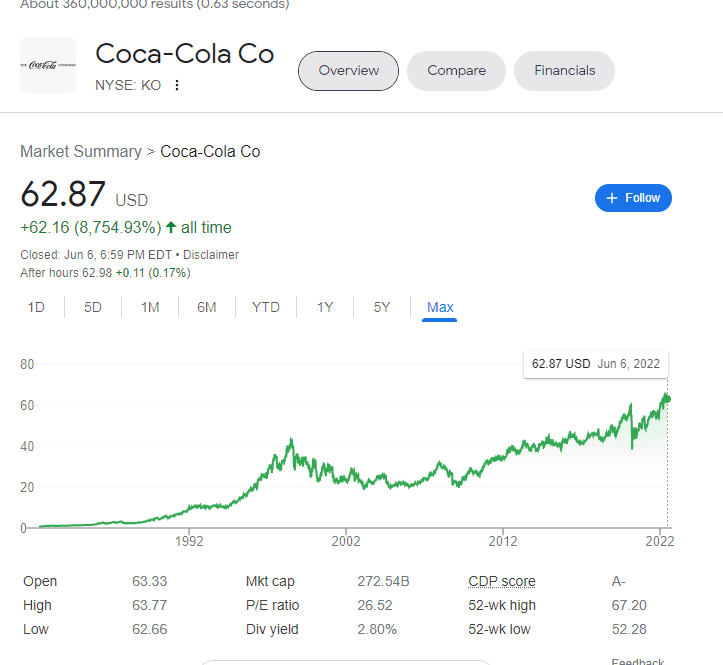 About 360,000,000 results (0.63 seconds)
THE Coca-Cola COMPANY
Coca-Cola Co
NYSE: KO
Overview
Compare
Financials
Market Summary > Coca-Cola Co
62.87 USD
+ Follow
+62.16 (8,754.93%) ↑ all time
Closed: Jun 6, 6:59 PM EDT • Disclaimer
After hours 62.98 +0.11 (0.17%)
1D 5D 1M 6M YTD 1Y 5Y Max
62.87 USD Jun 6, 2022
80
60
40
20
0
1992 2002 2012 2022
Open 63.33 Mkt cap 272.54B CDP score A-
High 63.77 P/E ratio 26.52 52-wk high 67.20
Low 62.66 Div yield 2.80% 52-wk low 52.28
Feedback